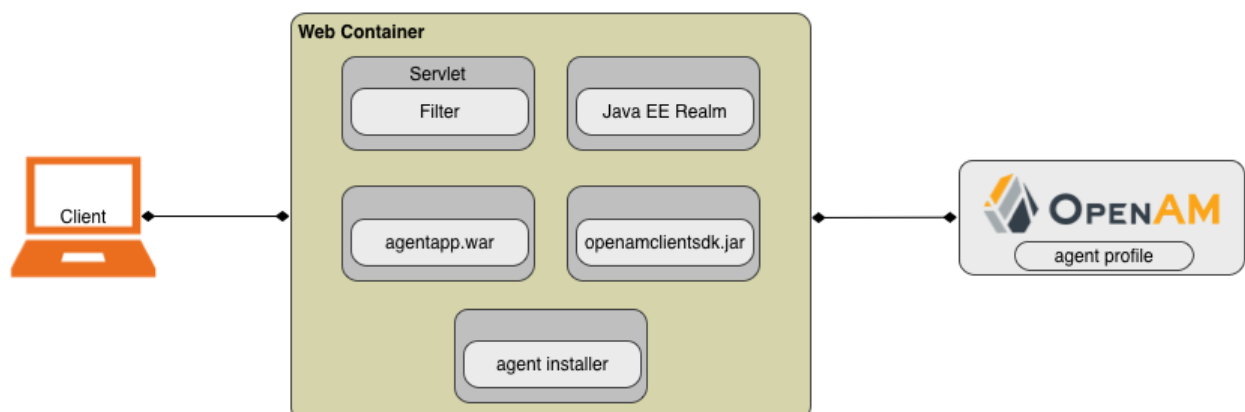 Web Container
Servlet
Filter
Java EE Realm
Client
agentapp.war
openamclientsdk.jar
OPENAM
agent profile
agent installer